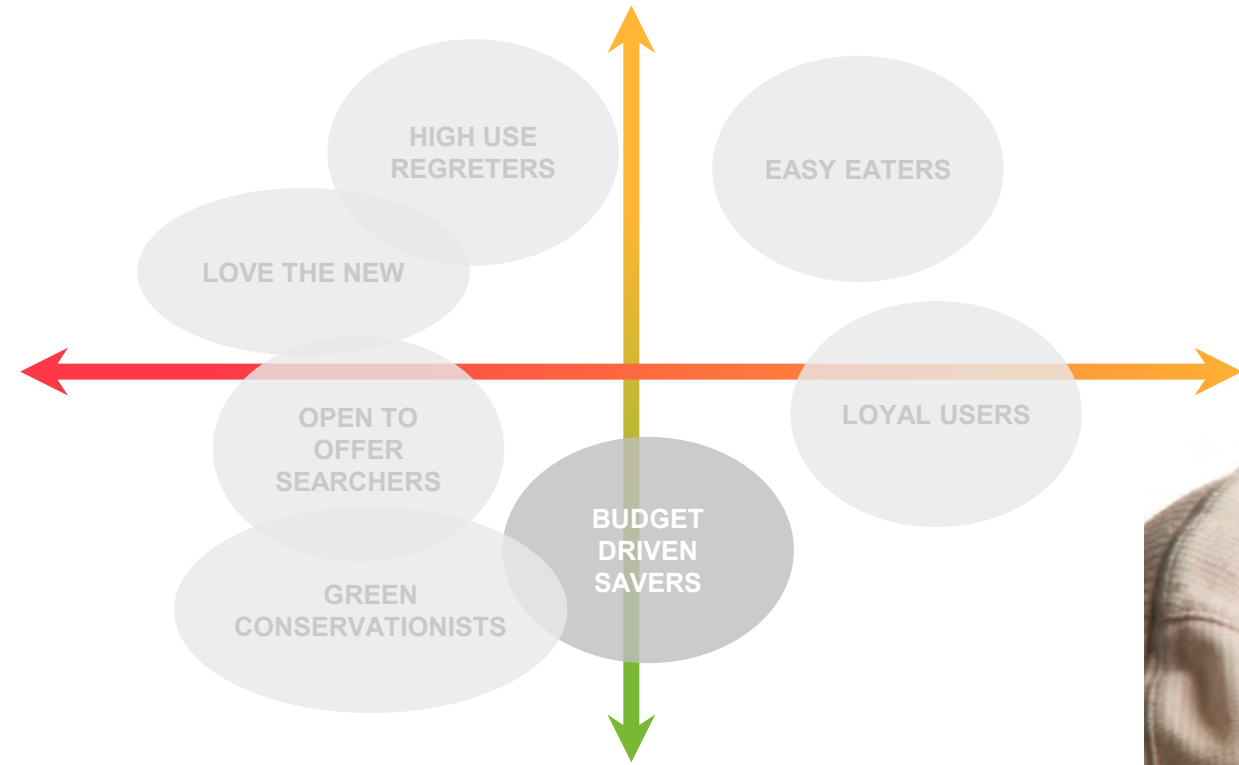 HIGH USE
REGRETERS
EASY EATERS
LOVE THE NEW
OPEN TO
OFFER
SEARCHERS
LOYAL USERS
BUDGET
DRIVEN
SAVERS
GREEN
CONSERVATIONISTS